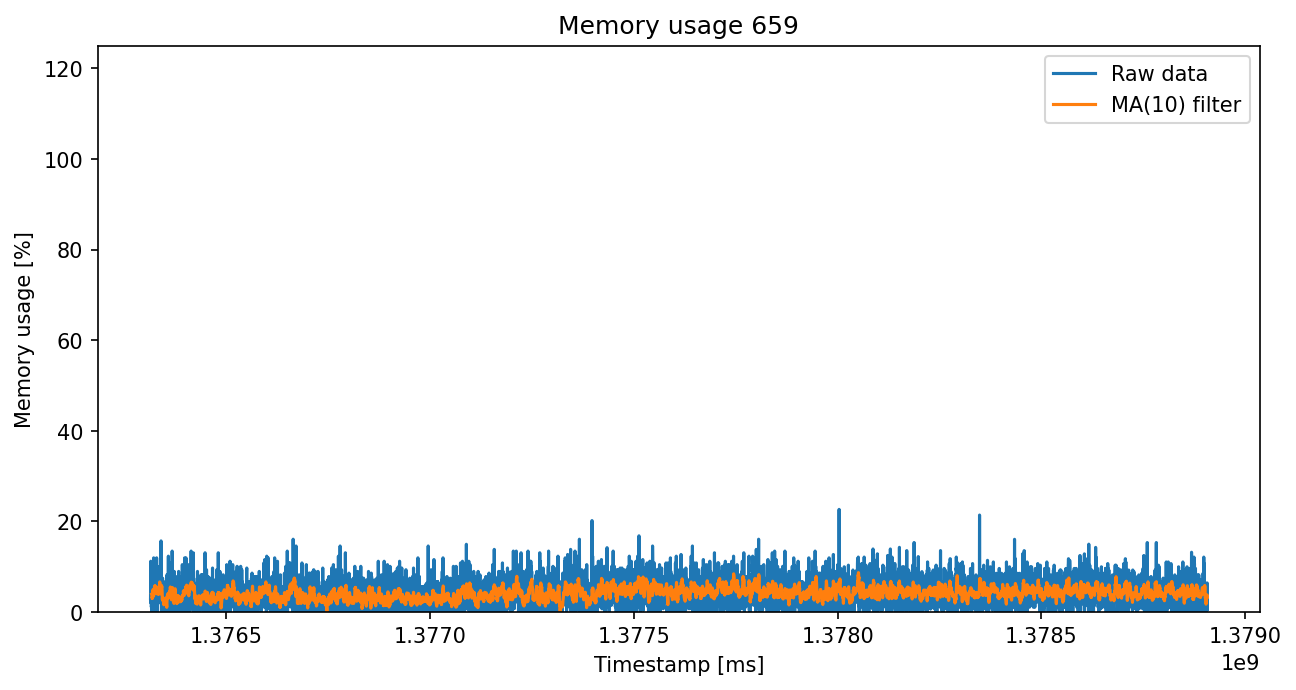 Memory usage 659
Raw data
MA(10) filter
Memory usage [%]
120
100
80
60
40
20
0
1.3765 1.3770 1.3775 1.3780 1.3785 1.3790
1e9
Timestamp [ms]